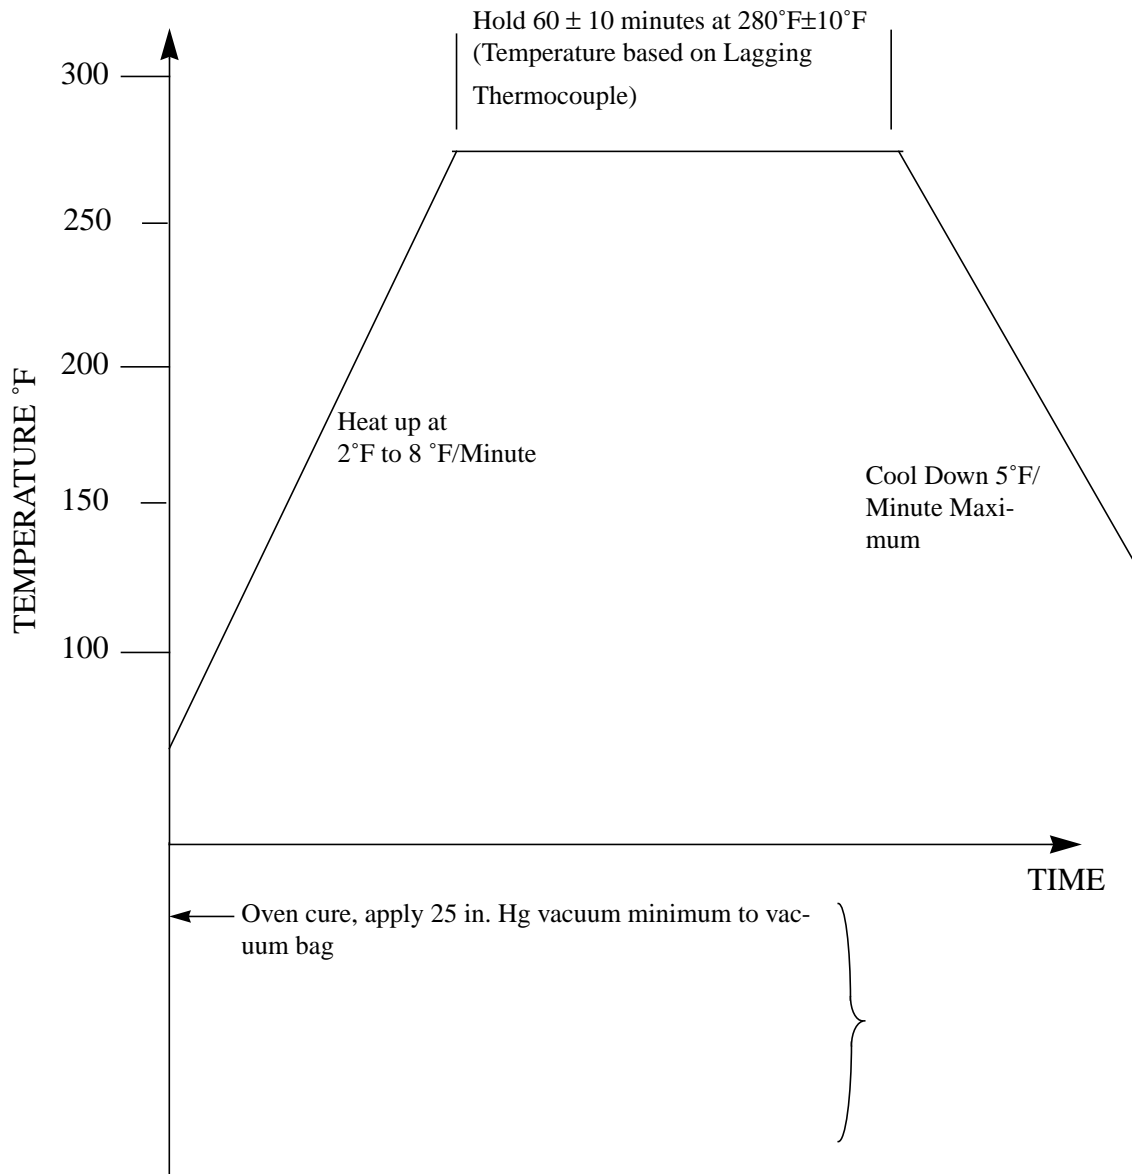 Hold 60 ± 10 minutes at 280˚F±10˚F
(Temperature based on Lagging
Thermocouple)
300
250
200
150
100
TEMPERATURE ˚F
Heat up at
2˚F to 8 ˚F/Minute
Cool Down 5˚F/
Minute Maxi-
mum
TIME
Oven cure, apply 25 in. Hg vacuum minimum to vac-
uum bag